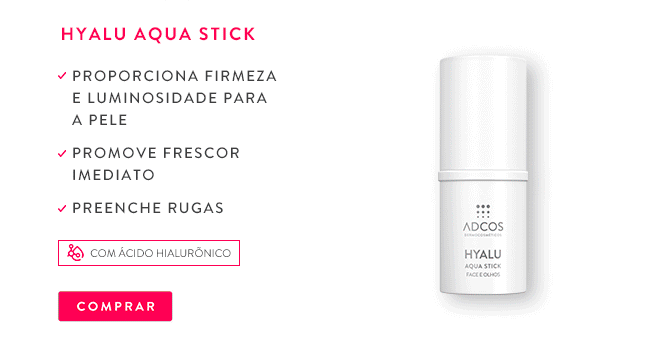 HYALU AQUA STICK
PROPORCIONA FIRMEZA
E LUMINOSIDADE PARA
A PELE
PROMOVE FRESCOR
IMEDIATO
PREENCHE RUGAS
COM ÁCIDO HIALURÔNICO
COMPRAR
ADCOS
HYALU
AQUA STICK
FACE E OLHOS